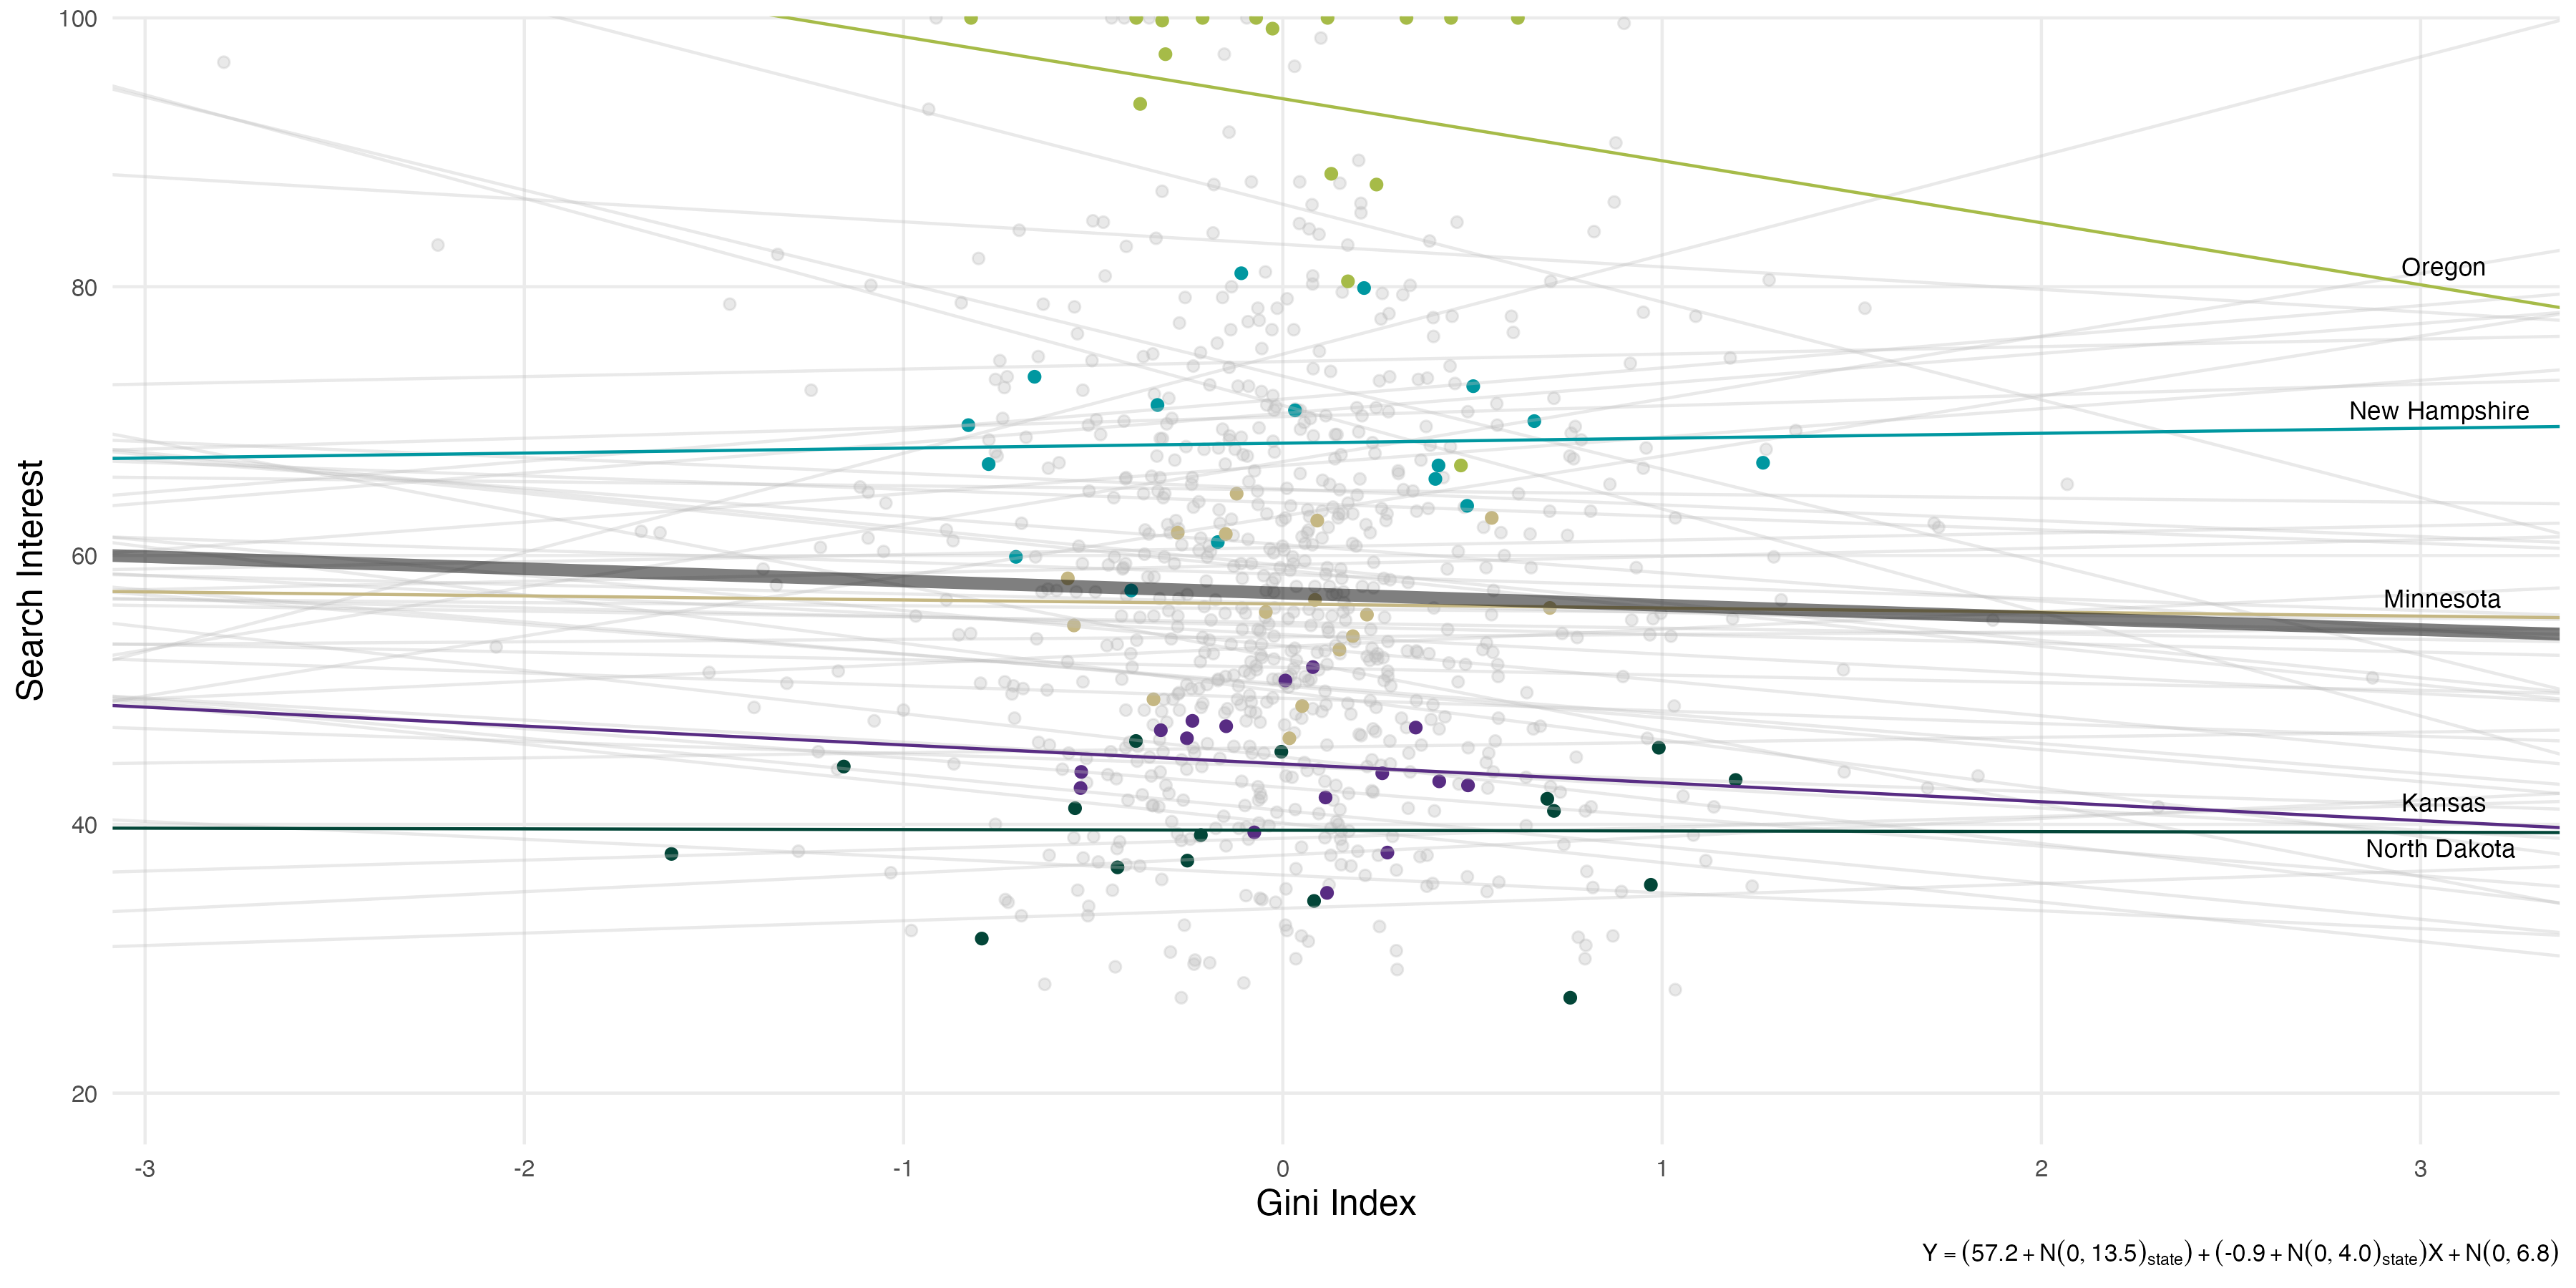 100
80
60
40
20
Search Interest
Oregon
New Hampshire
Minnesota
Kansas
North Dakota
-3 -2 -1 0 1 2 3
Gini Index
Y = (57.2 + N(0, 13.5)state) + (-0.9 + N(0, 4.0)state)X + N(0, 6.8)